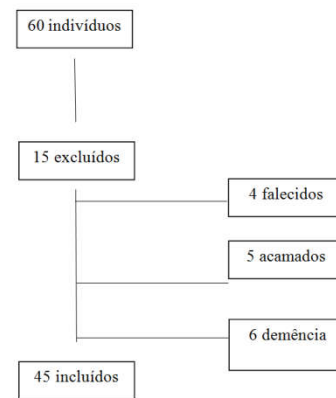 60 indivíduos
15 excluídos
4 falecidos
5 acamados
6 demência
45 incluídos